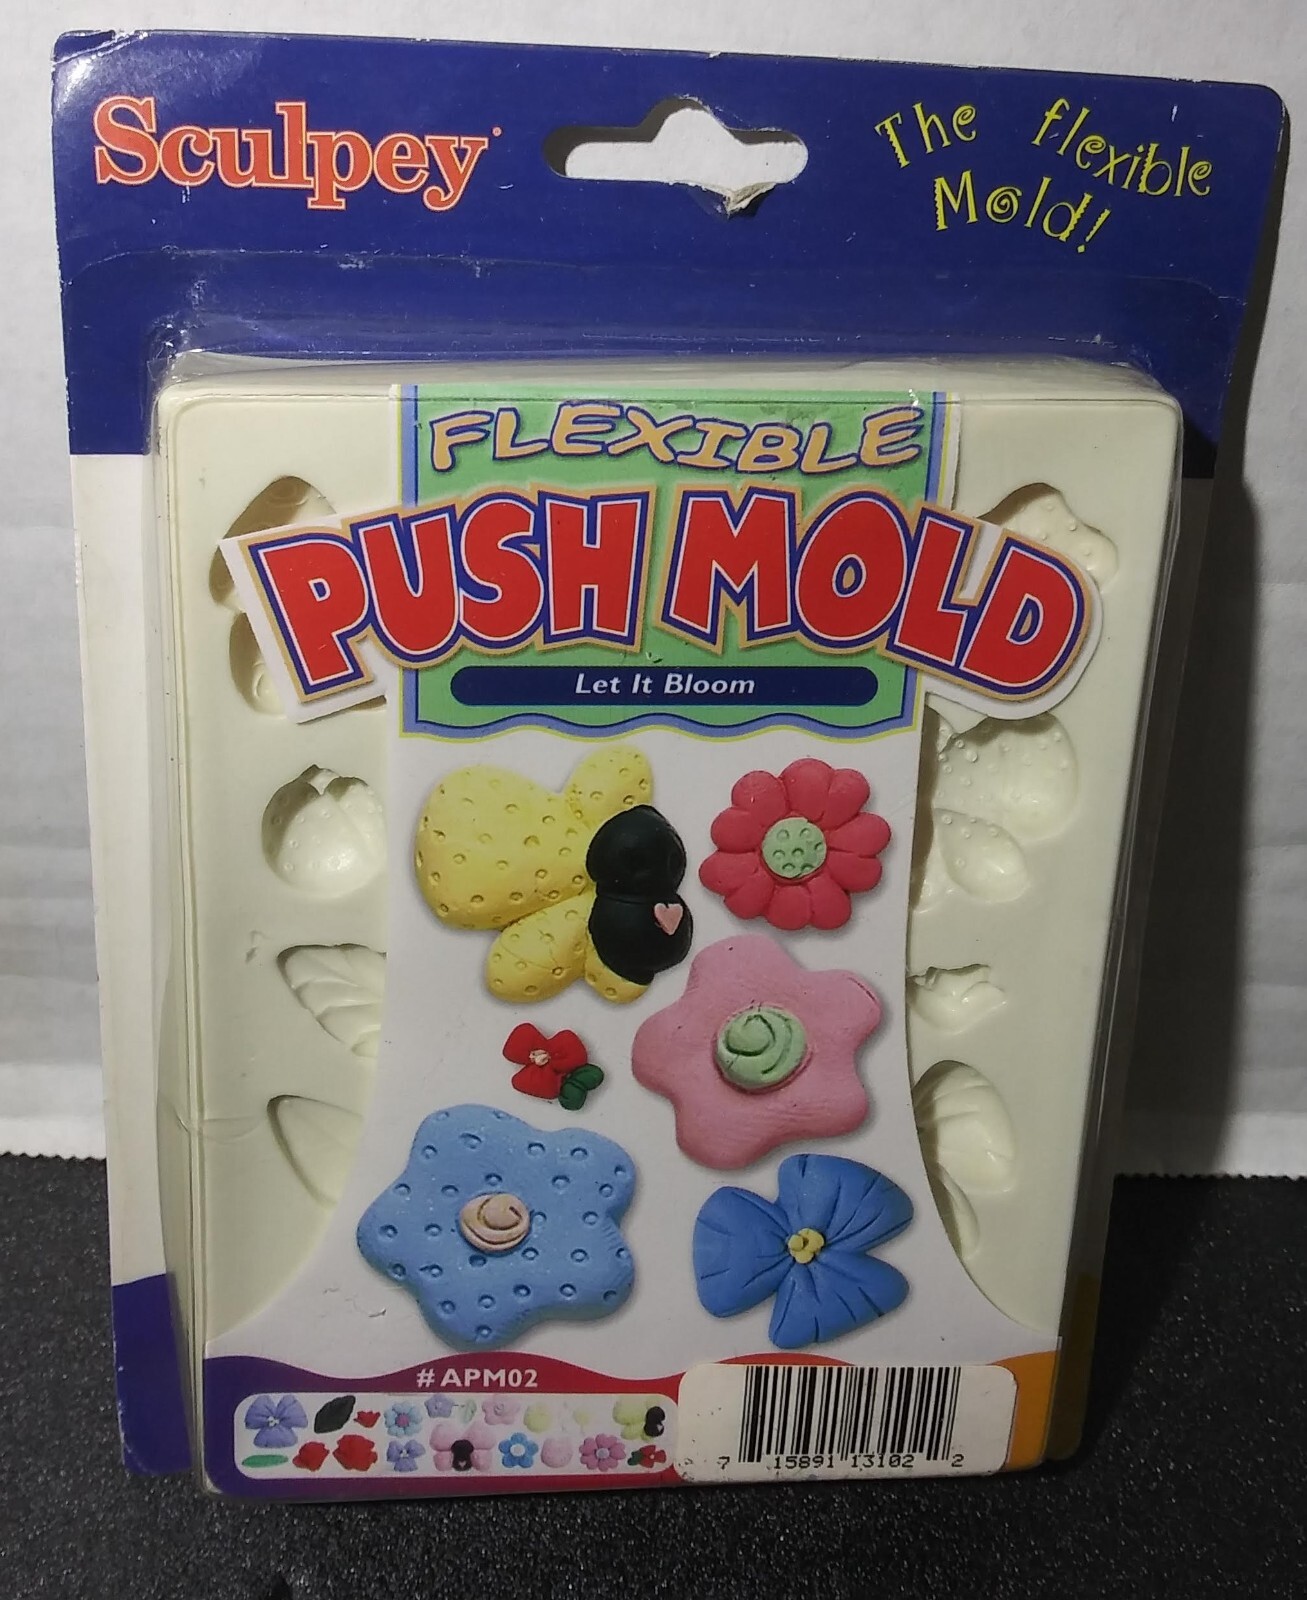 Sculpey
The flexible
Mold!
FLEXIBLE
PUSH MOLD
Let It Bloom
# APM02
7 15891 13102 2